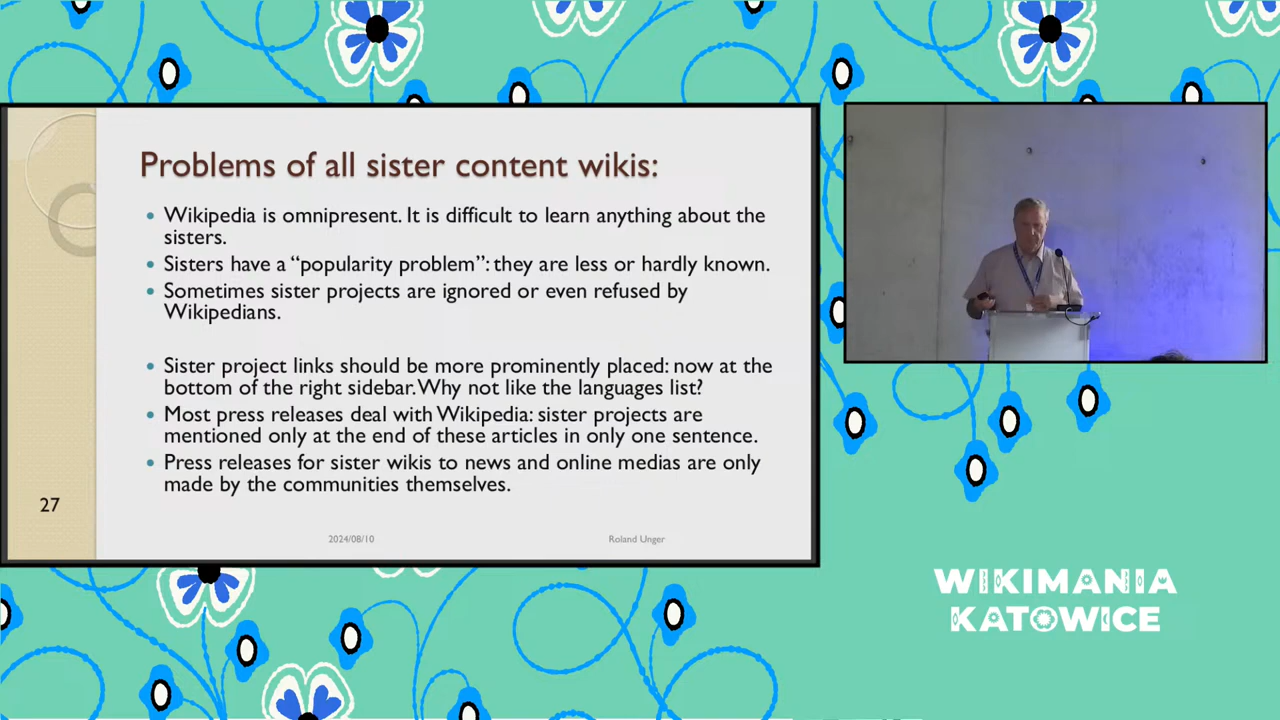 Problems of all sister content wikis:
• Wikipedia is omnipresent. It is difficult to learn anything about the
sisters.
• Sisters have a “popularity problem”: they are less or hardly known.
• Sometimes sister projects are ignored or even refused by
Wikipedians.
• Sister project links should be more prominently placed: now at the
bottom of the right sidebar. Why not like the languages list?
• Most press releases deal with Wikipedia: sister projects are
mentioned only at the end of these articles in only one sentence.
• Press releases for sister wikis to news and online medias are only
made by the communities themselves.
27
2024/08/10
Roland Unger
WIKIMANIA
KATOWICE